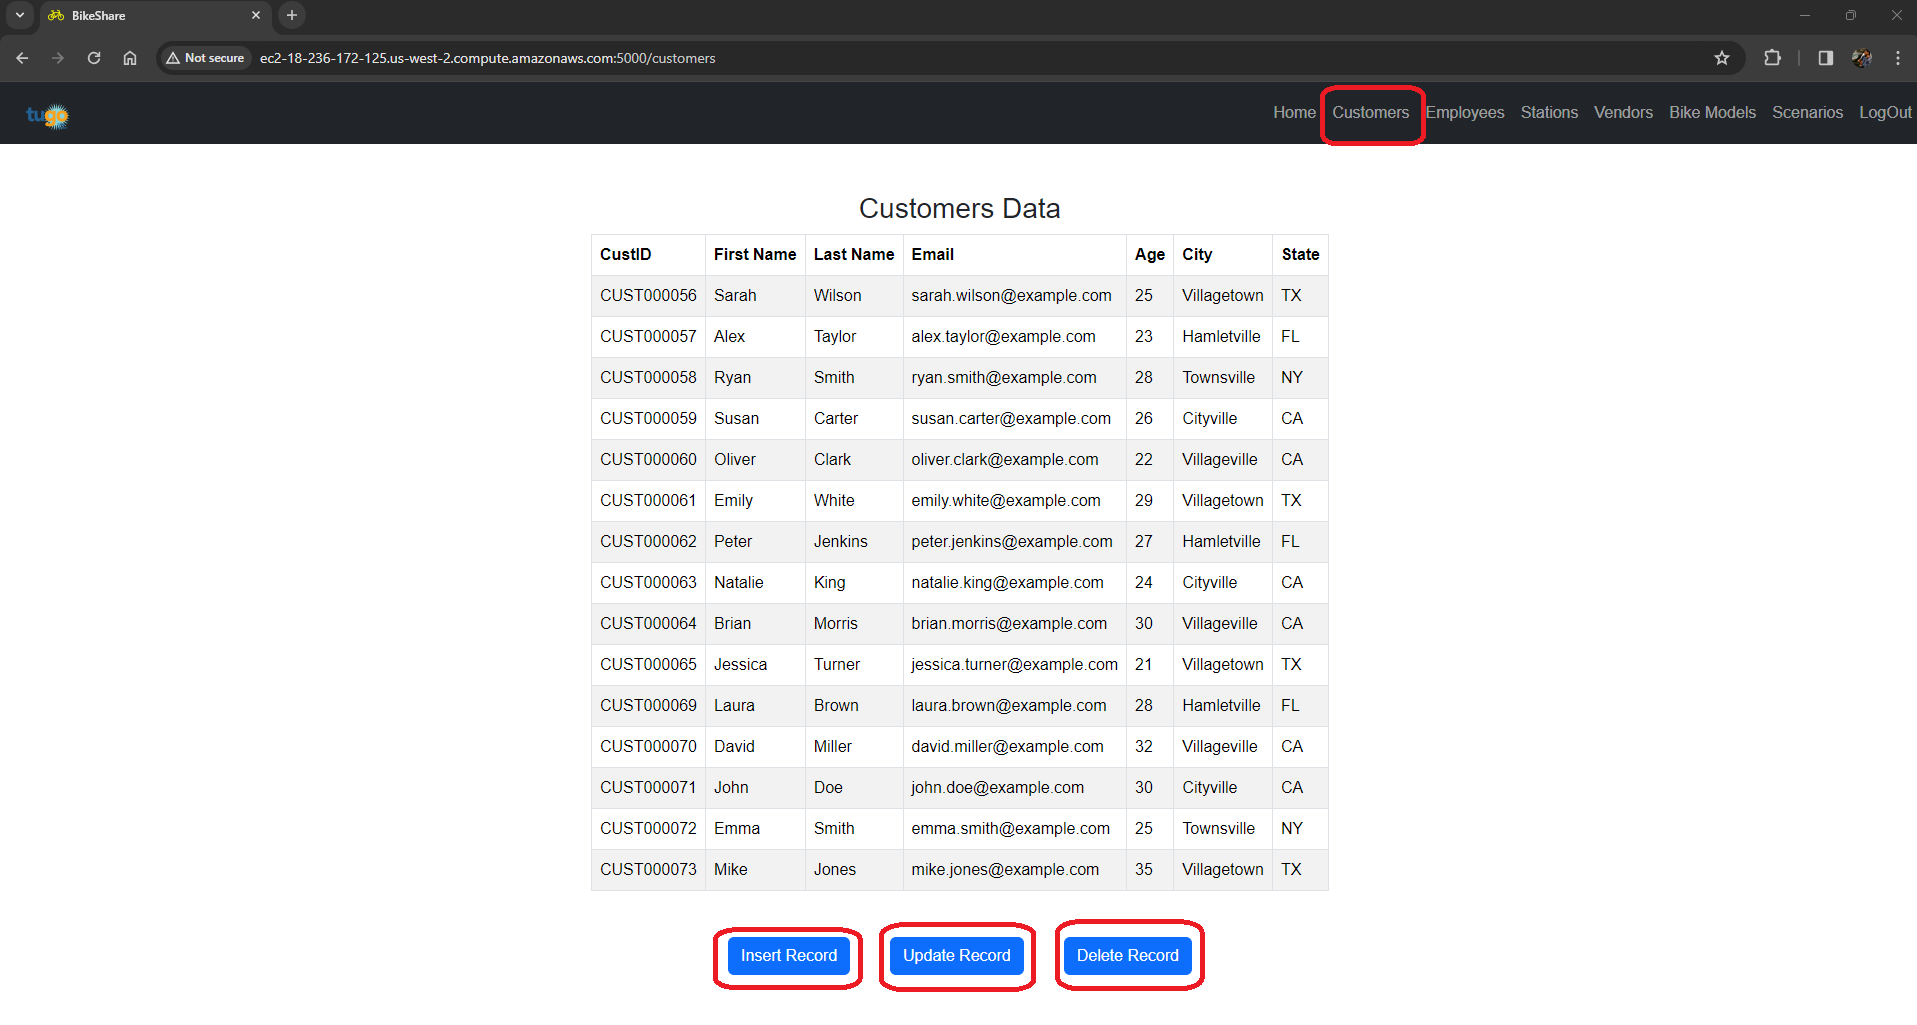 BikeShare
Not secure ec2-18-236-172-125.us-west-2.compute.amazonaws.com:5000/customers
tugo Home Customers Employees Stations Vendors Bike Models Scenarios LogOut
Customers Data
CustID First Name Last Name Email Age City State
CUST000056 Sarah Wilson sarah.wilson@example.com 25 Villagetown TX
CUST000057 Alex Taylor alex.taylor@example.com 23 Hamletville FL
CUST000058 Ryan Smith ryan.smith@example.com 28 Townsville NY
CUST000059 Susan Carter susan.carter@example.com 26 Cityville CA
CUST000060 Oliver Clark oliver.clark@example.com 22 Villageville CA
CUST000061 Emily White emily.white@example.com 29 Villagetown TX
CUST000062 Peter Jenkins peter.jenkins@example.com 27 Hamletville FL
CUST000063 Natalie King natalie.king@example.com 24 Cityville CA
CUST000064 Brian Morris brian.morris@example.com 30 Villageville CA
CUST000065 Jessica Turner jessica.turner@example.com 21 Villagetown TX
CUST000069 Laura Brown laura.brown@example.com 28 Hamletville FL
CUST000070 David Miller david.miller@example.com 32 Villageville CA
CUST000071 John Doe john.doe@example.com 30 Cityville CA
CUST000072 Emma Smith emma.smith@example.com 25 Townsville NY
CUST000073 Mike Jones mike.jones@example.com 35 Villagetown TX
Insert Record Update Record Delete Record